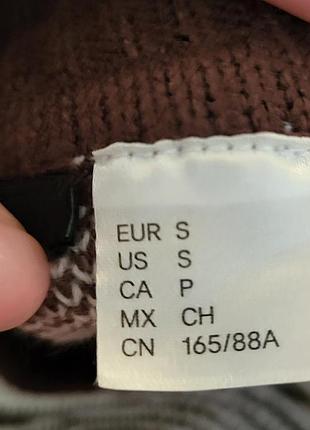 EUR S
US S
CA P
MX CH
CN 165/88A